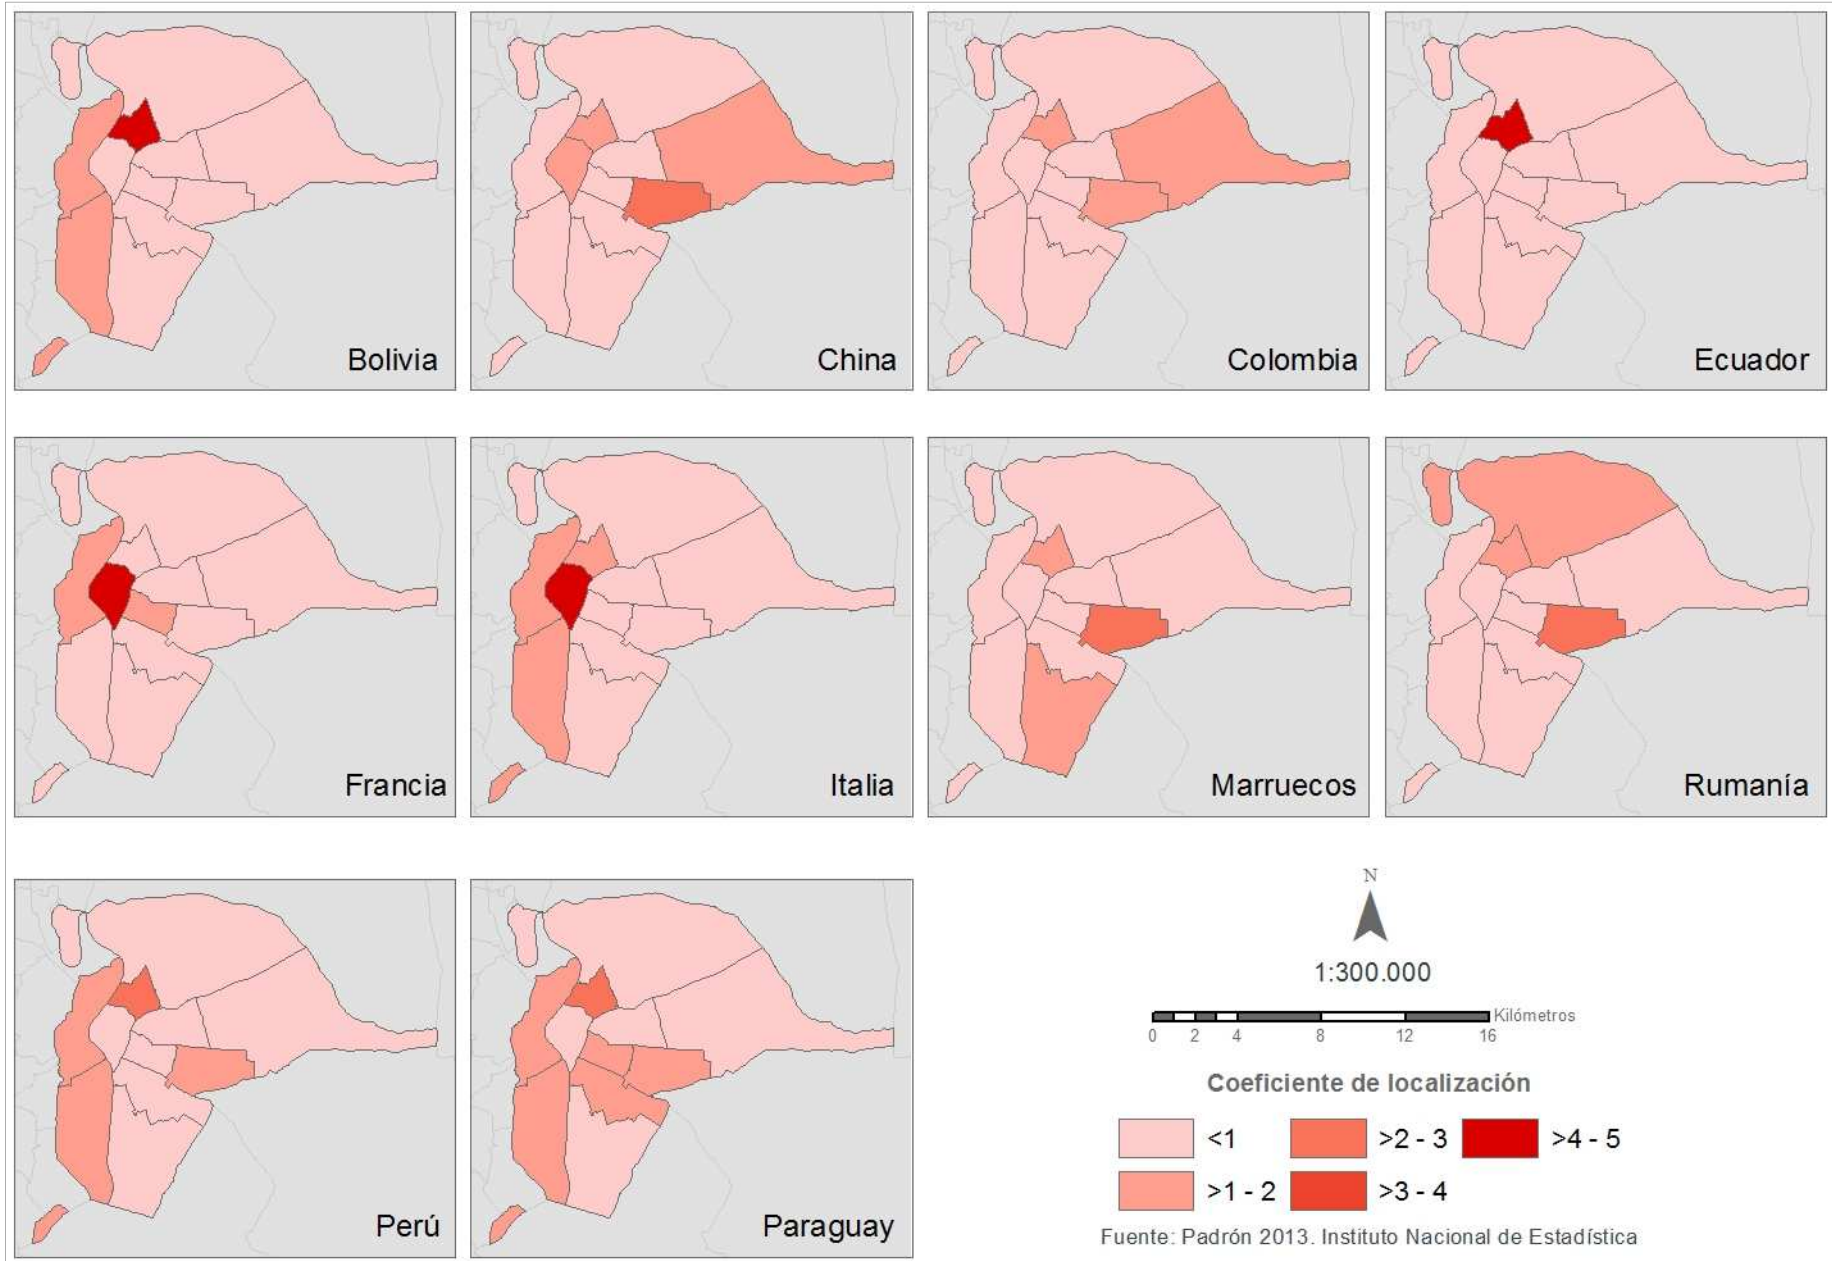 Bolivia
China
Colombia
Ecuador
Francia
Italia
Marruecos
Rumanía
Perú
Paraguay
N
1:300.000
Kilómetros
0 2 4 8 12 16
Coeficiente de localización
<1 >2 - 3 >4 - 5
>1 - 2 >3 - 4
Fuente: Padrón 2013. Instituto Nacional de Estadística